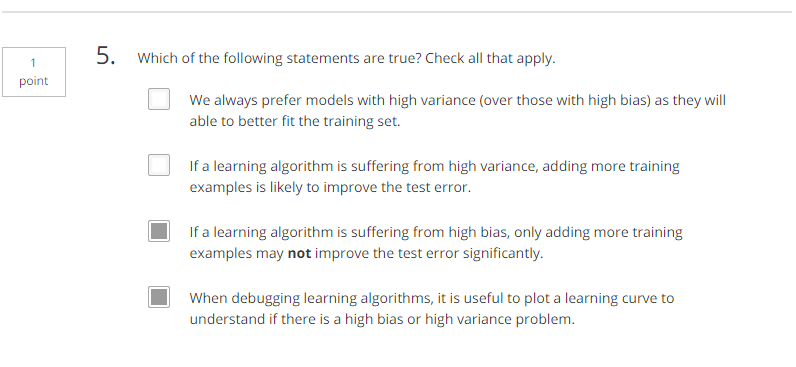 1
point
5.
Which of the following statements are true? Check all that apply.
We always prefer models with high variance (over those with high bias) as they will
able to better fit the training set.
If a learning algorithm is suffering from high variance, adding more training
examples is likely to improve the test error.
If a learning algorithm is suffering from high bias, only adding more training
examples may not improve the test error significantly.
When debugging learning algorithms, it is useful to plot a learning curve to
understand if there is a high bias or high variance problem.